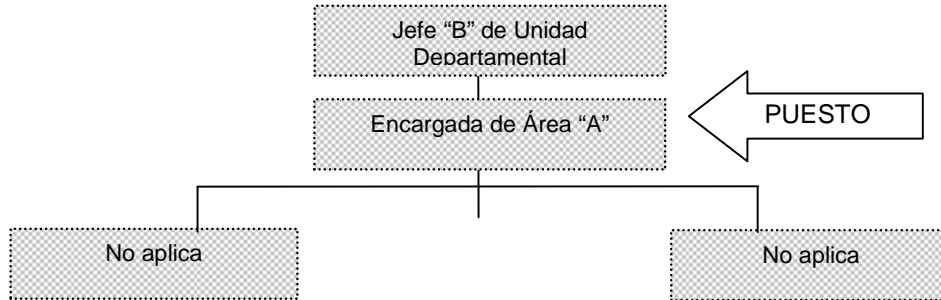 Jefe “B” de Unidad
Departamental
Encargada de Área “A”
PUESTO
No aplica
No aplica